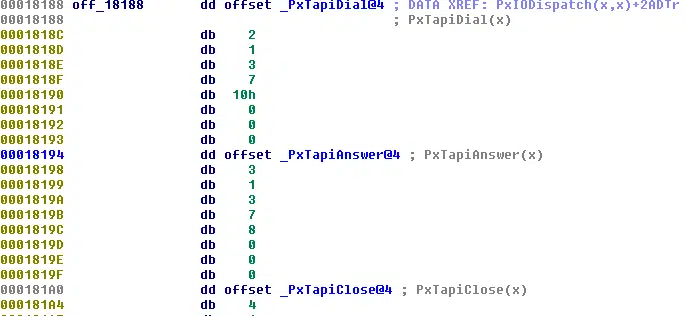 00018188 off_18188 dd offset _PxTapiDial@4 ; DATA XREF: PxIODispatch(x,x)+2ADTr
00018188 ; PxTapiDial(x)
0001818C db 2
0001818D db 1
0001818E db 3
0001818F db 7
00018190 db 10h
00018191 db 0
00018192 db 0
00018193 db 0
00018194 dd offset _PxTapiAnswer@4 ; PxTapiAnswer(x)
00018198 db 3
00018199 db 1
0001819A db 3
0001819B db 7
0001819C db 8
0001819D db 0
0001819E db 0
0001819F db 0
000181A0 dd offset _PxTapiClose@4 ; PxTapiClose(x)
000181A4 db 4